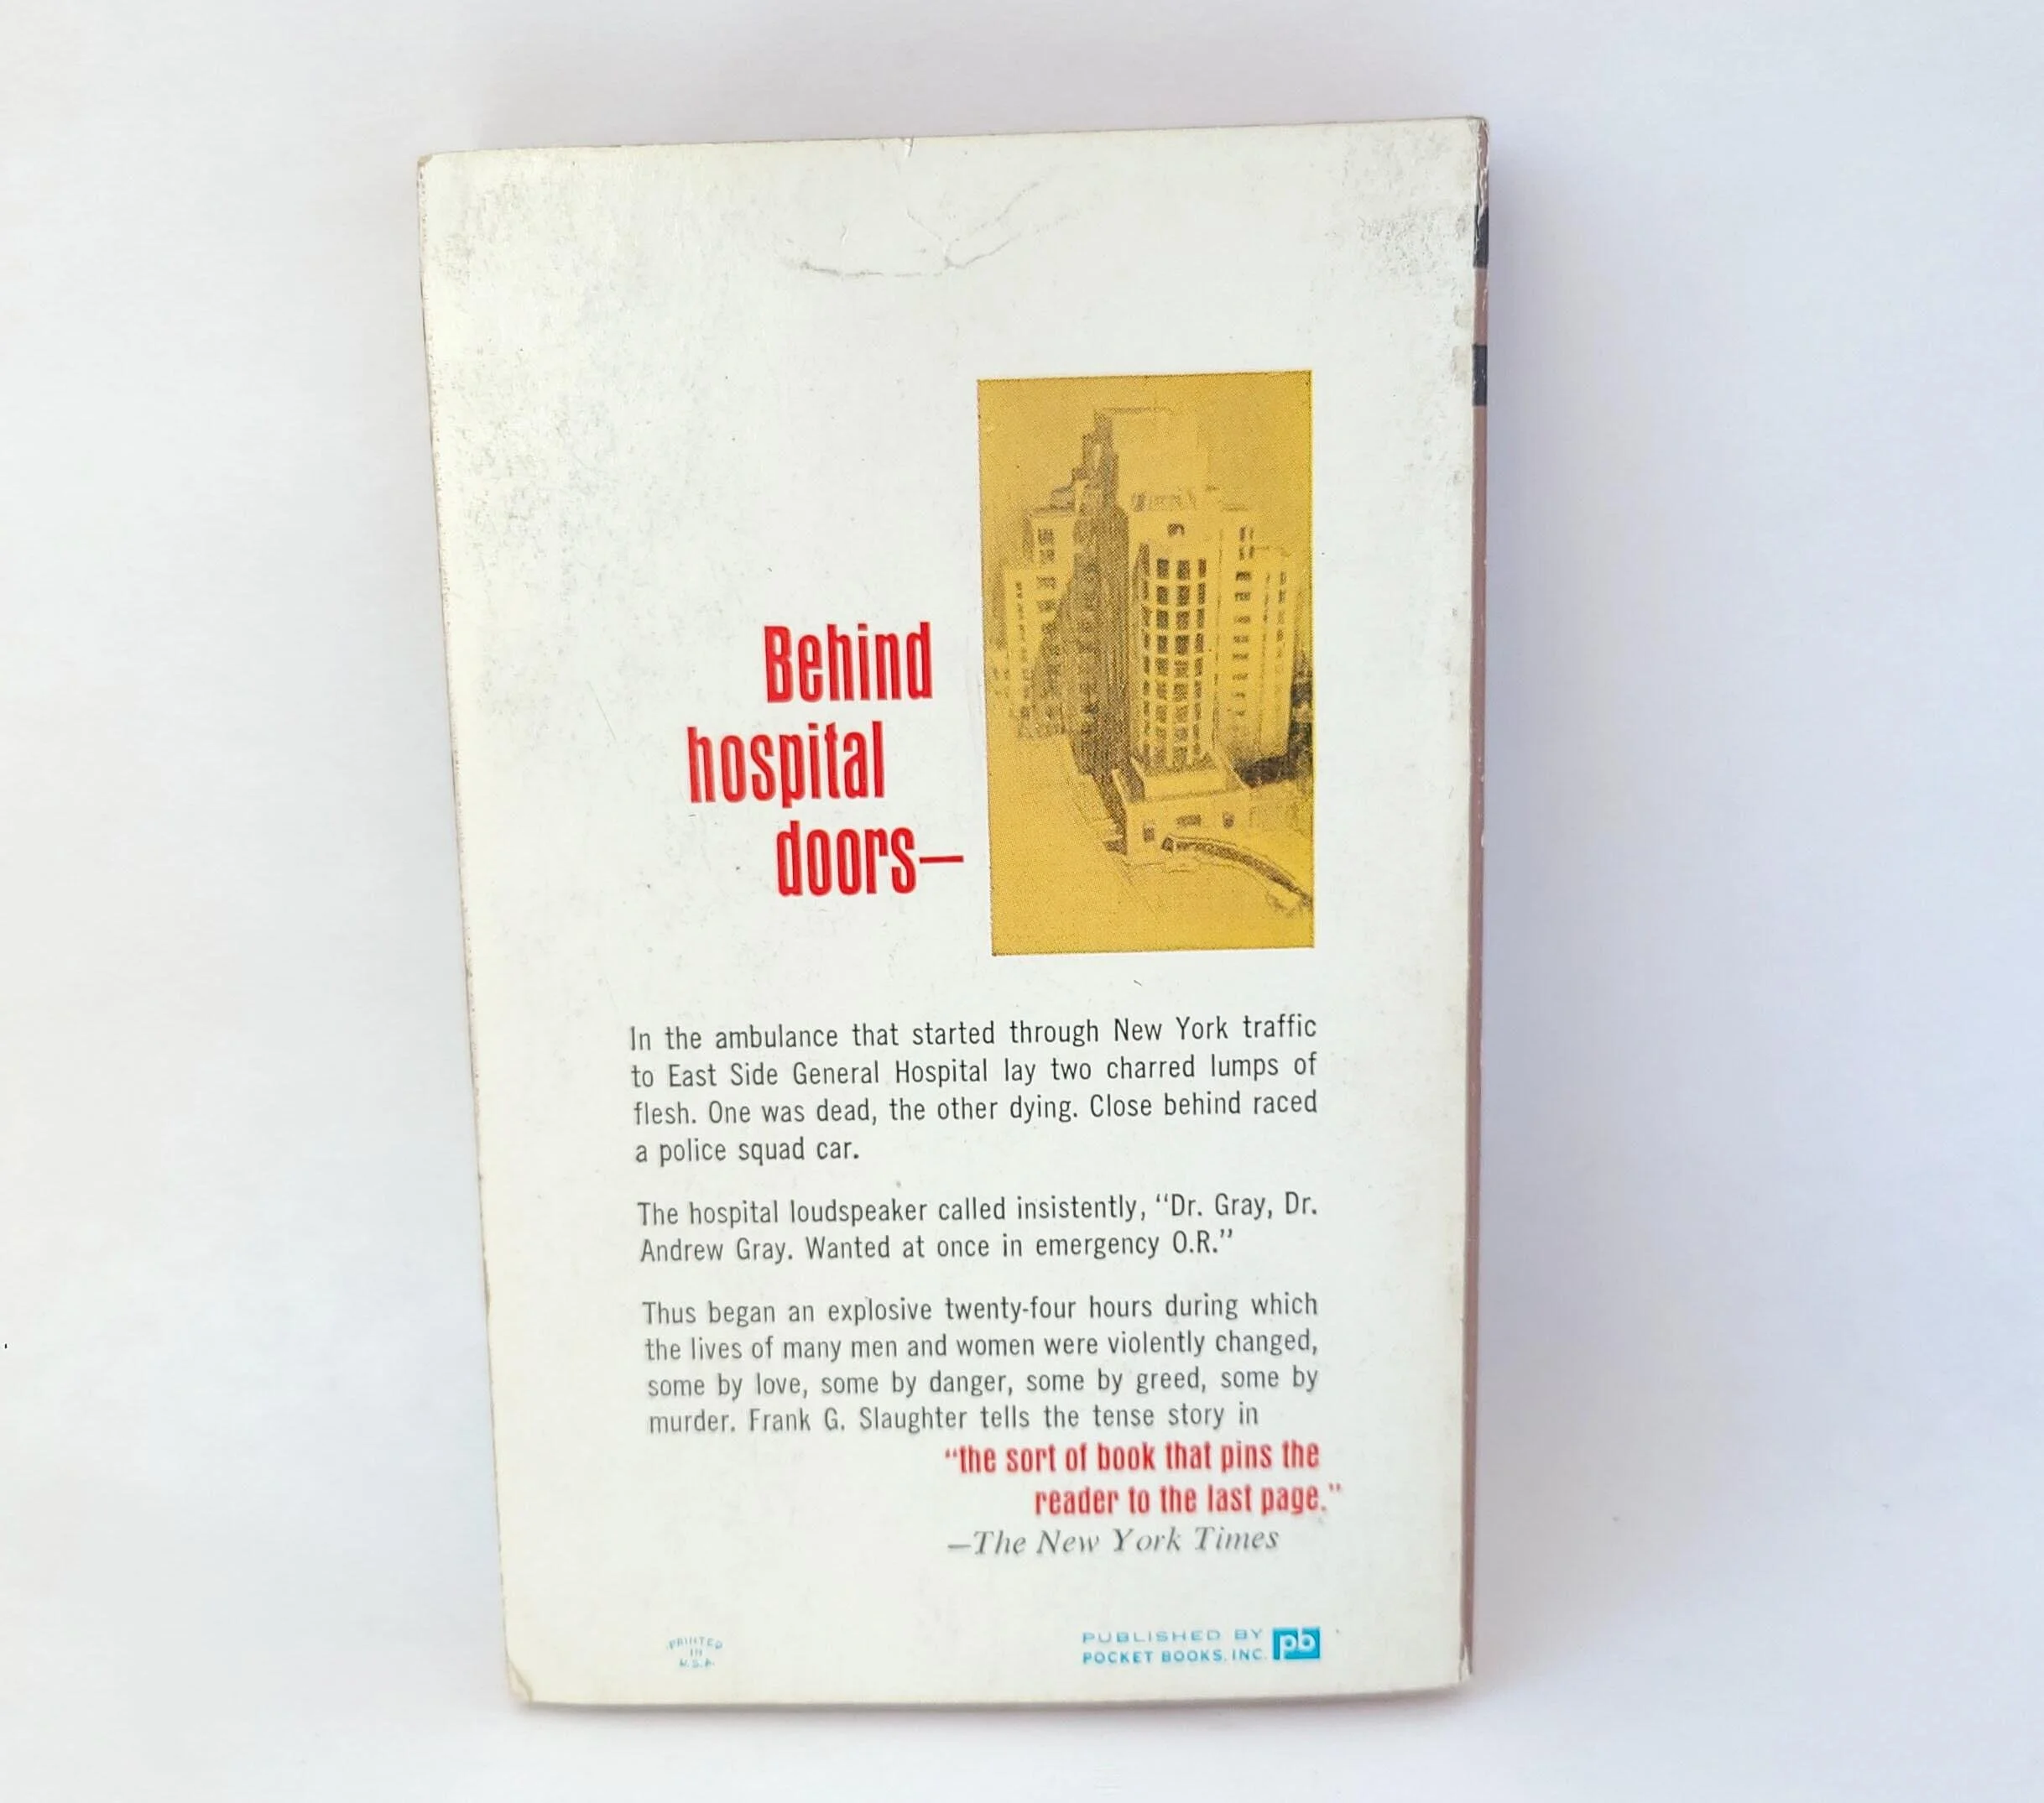 Behind
hospital
doors—
In the ambulance that started through New York traffic
to East Side General Hospital lay two charred lumps of
flesh. One was dead, the other dying. Close behind raced
a police squad car.
The hospital loudspeaker called insistently, “Dr. Gray, Dr.
Andrew Gray. Wanted at once in emergency O.R.”
Thus began an explosive twenty-four hours during which
the lives of many men and women were violently changed,
some by love, some by danger, some by greed, some by
murder. Frank G. Slaughter tells the tense story in
“the sort of book that pins the
reader to the last page.”
—The New York Times
PRINTED
IN
U.S.A.
PUBLISHED BY
POCKET BOOKS, INC.
pb